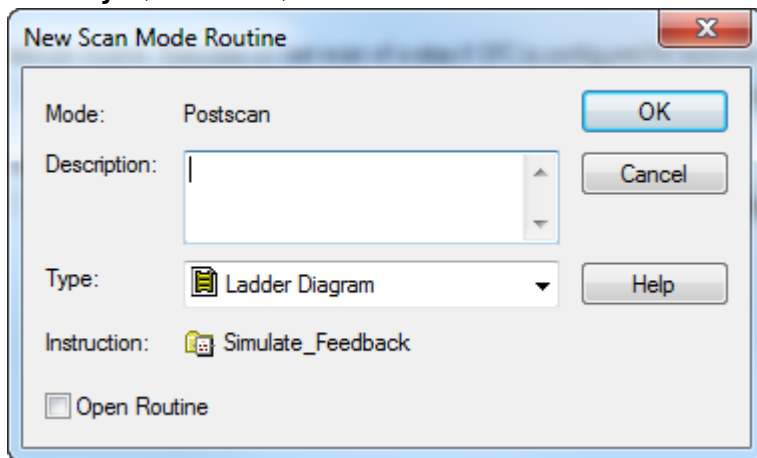 New Scan Mode Routine
Mode: Postscan
OK
Description:
Cancel
Type: Ladder Diagram
Help
Instruction: Simulate_Feedback
Open Routine